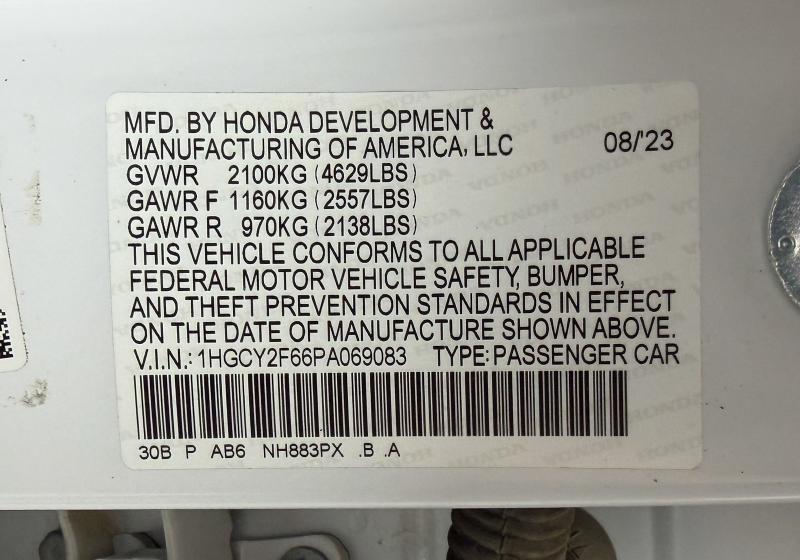 MFD. BY HONDA DEVELOPMENT &
MANUFACTURING OF AMERICA, LLC 08/'23
GVWR 2100KG (4629LBS)
GAWR F 1160KG (2557LBS)
GAWR R 970KG (2138LBS)
THIS VEHICLE CONFORMS TO ALL APPLICABLE
FEDERAL MOTOR VEHICLE SAFETY, BUMPER,
AND THEFT PREVENTION STANDARDS IN EFFECT
ON THE DATE OF MANUFACTURE SHOWN ABOVE.
V.I.N.: 1HGCY2F66PA069083 TYPE: PASSENGER CAR
30B P AB6 NH883PX .B .A